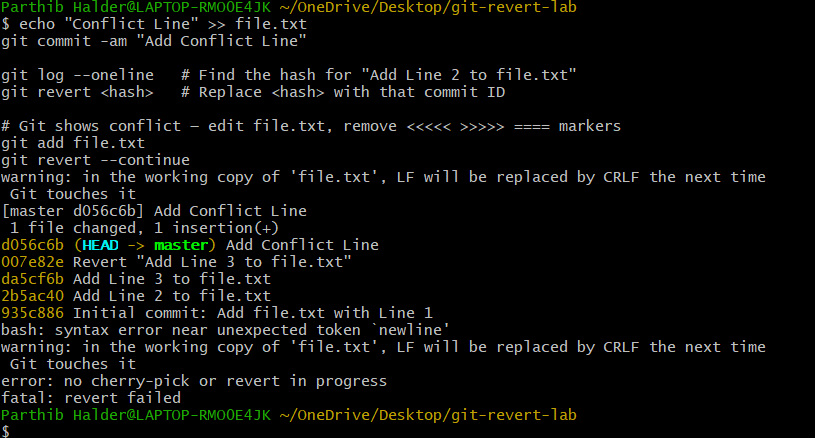 Parthib Halder@LAPTOP-RMO0E4JK ~/OneDrive/Desktop/git-revert-lab
$ echo "Conflict Line" >> file.txt
git commit -am "Add Conflict Line"
git log --oneline   # Find the hash for "Add Line 2 to file.txt"
git revert <hash>   # Replace <hash> with that commit ID
# Git shows conflict – edit file.txt, remove <<<<< >>>>> ==== markers
git add file.txt
git revert --continue
warning: in the working copy of 'file.txt', LF will be replaced by CRLF the next time
 Git touches it
[master d056c6b] Add Conflict Line
 1 file changed, 1 insertion(+)
d056c6b (HEAD -> master) Add Conflict Line
007e82e Revert "Add Line 3 to file.txt"
da5cf6b Add Line 3 to file.txt
2b5ac40 Add Line 2 to file.txt
935c886 Initial commit: Add file.txt with Line 1
bash: syntax error near unexpected token `newline'
warning: in the working copy of 'file.txt', LF will be replaced by CRLF the next time
 Git touches it
error: no cherry-pick or revert in progress
fatal: revert failed
Parthib Halder@LAPTOP-RMO0E4JK ~/OneDrive/Desktop/git-revert-lab
$